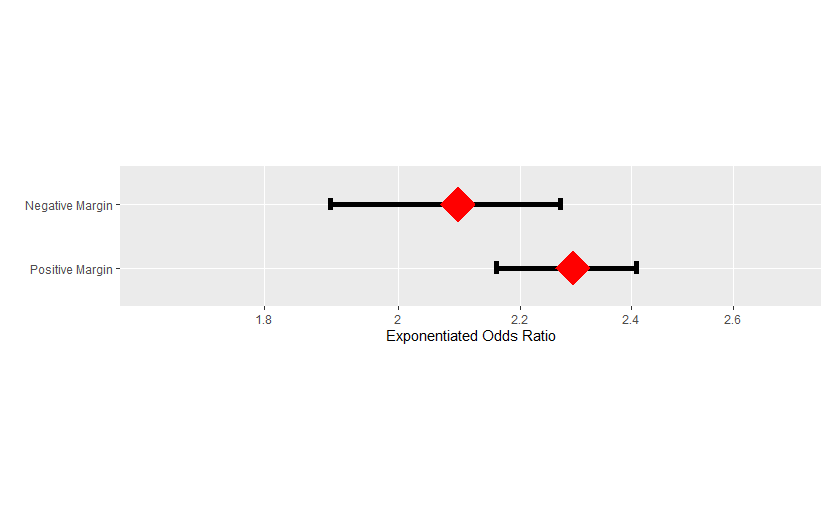 Negative Margin
Positive Margin
1.8 2 2.2 2.4 2.6
Exponentiated Odds Ratio